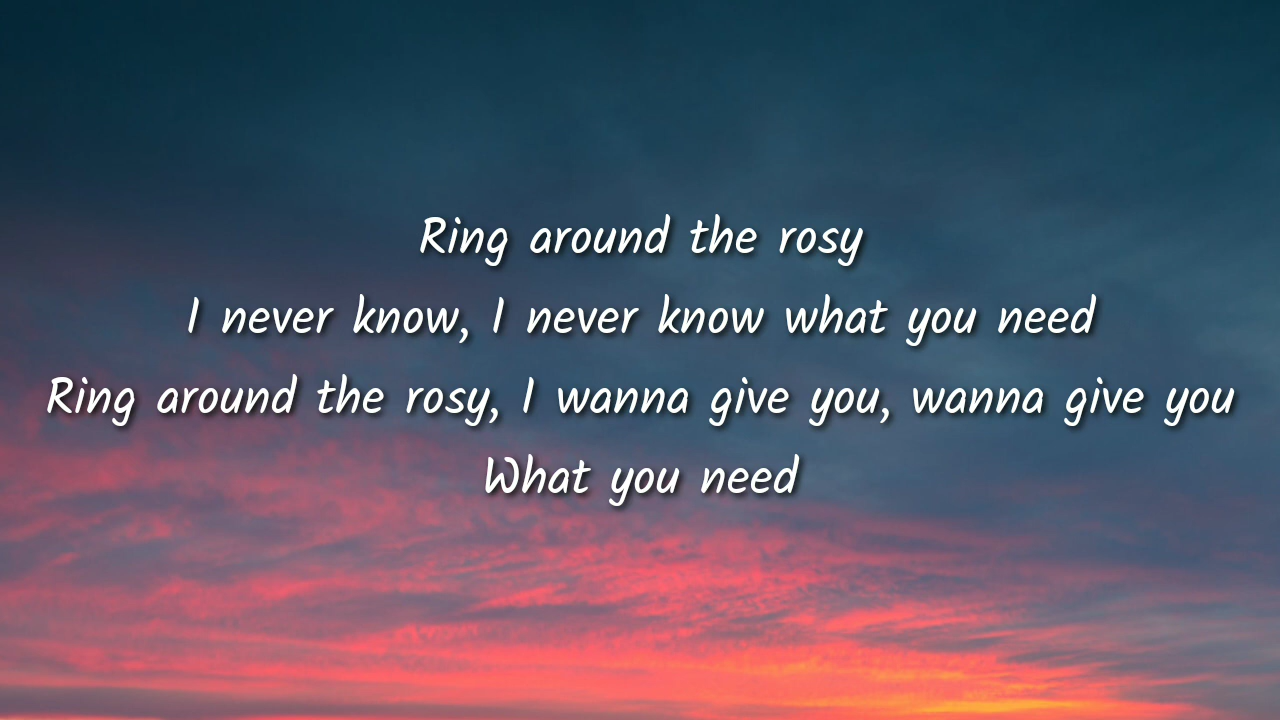 Ring around the rosy
I never know, I never know what you need
Ring around the rosy, I wanna give you, wanna give you
What you need